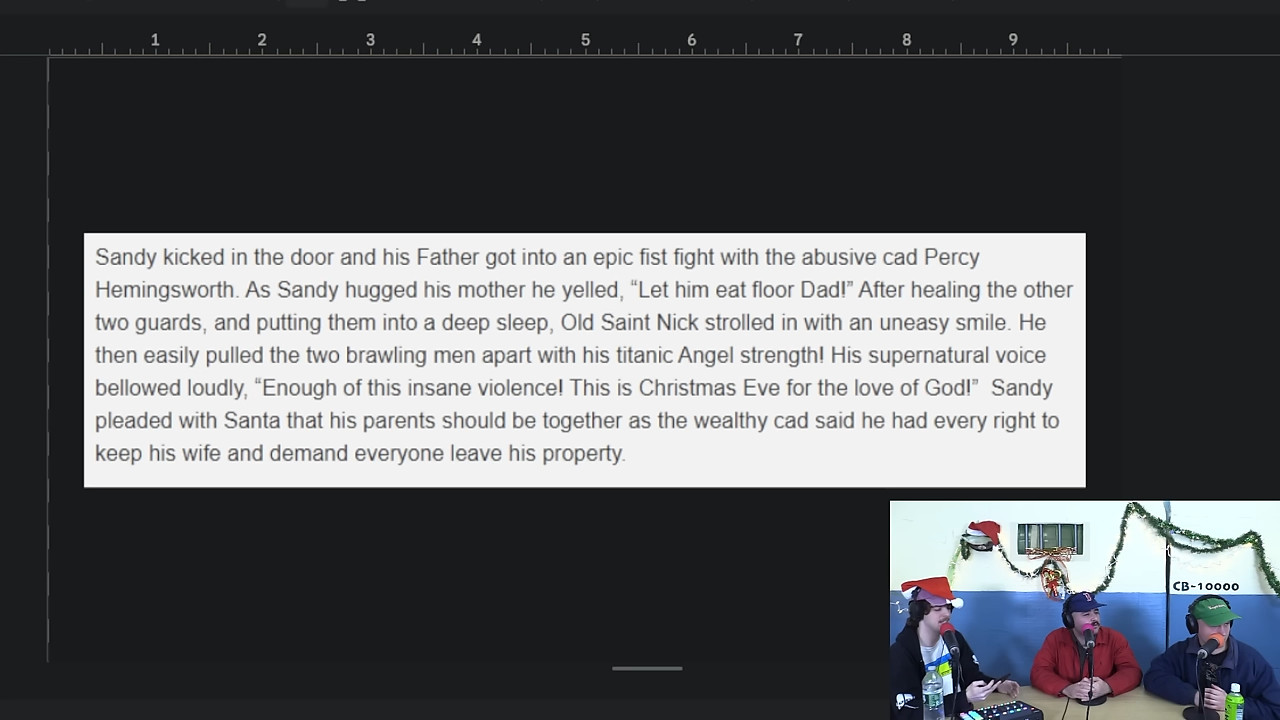 1 2 3 4 5 6 7 8 9
Sandy kicked in the door and his Father got into an epic fist fight with the abusive cad Percy
Hemingsworth. As Sandy hugged his mother he yelled, “Let him eat floor Dad!” After healing the other
two guards, and putting them into a deep sleep, Old Saint Nick strolled in with an uneasy smile. He
then easily pulled the two brawling men apart with his titanic Angel strength! His supernatural voice
bellowed loudly, “Enough of this insane violence! This is Christmas Eve for the love of God!”  Sandy
pleaded with Santa that his parents should be together as the wealthy cad said he had every right to
keep his wife and demand everyone leave his property.
CB-10000